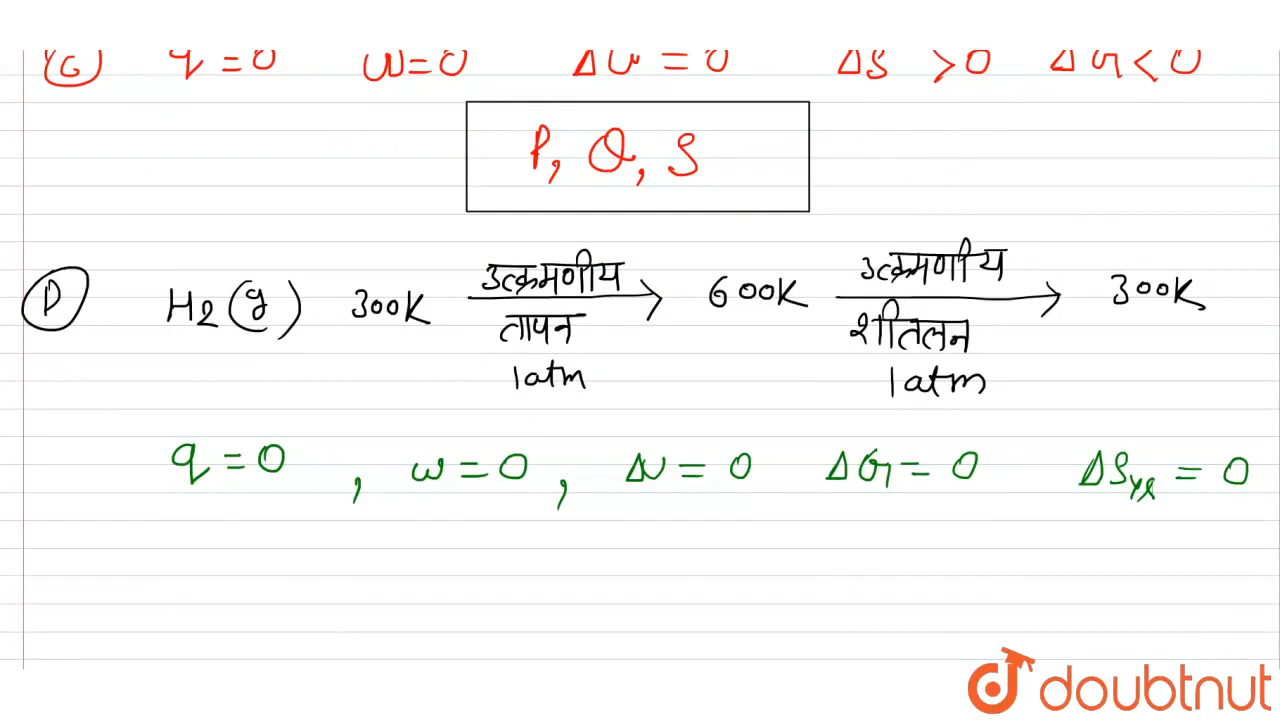 (C) q = 0 w = 0 Δu = 0 ΔS > 0 ΔG < 0
P, Q, S
(D) H2(g) 300K उत्क्रमणीय 600K उत्क्रमणीय 300K
तापन शीतलन
1atm 1atm
q = 0 , w = 0 , Δu = 0 ΔG = 0 ΔSsys = 0
doubtnut